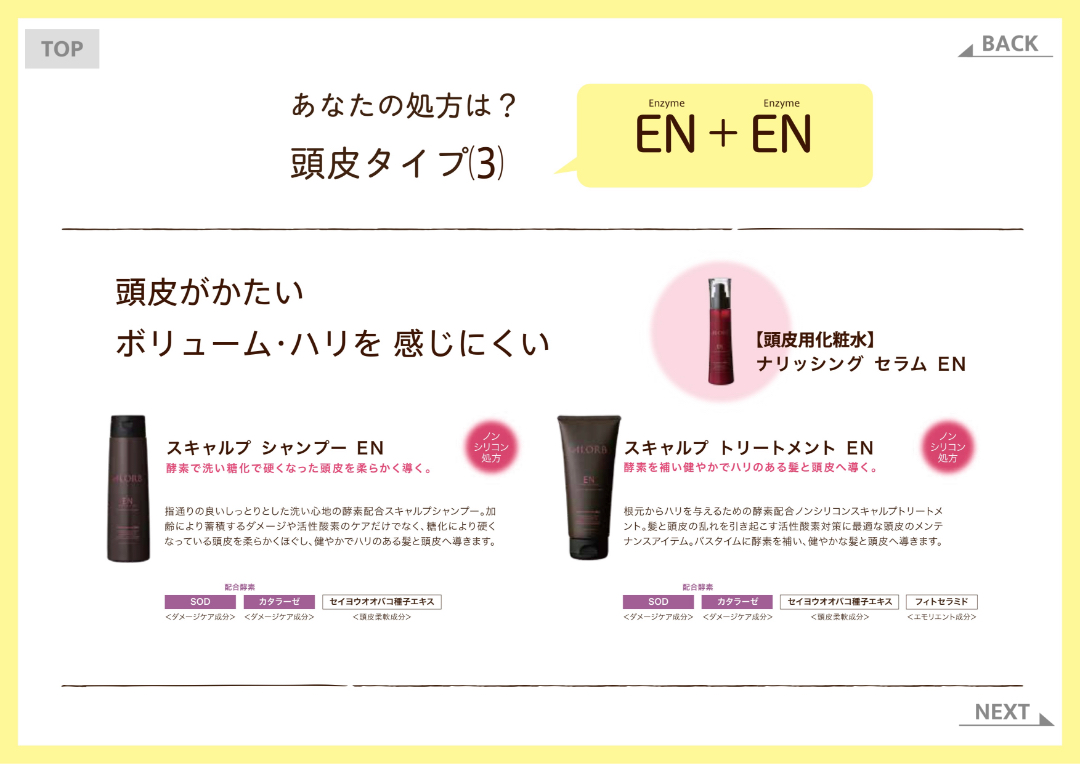 TOP
BACK
あなたの処方は？
頭皮タイプ(3)
Enzyme Enzyme
EN＋EN
頭皮がかたい
ボリューム・ハリを 感じにくい
【頭皮用化粧水】
ナリッシング セラム EN
スキャルプ シャンプー EN
酵素で洗い糖化で硬くなった頭皮を柔らかく導く。
ノン
シリコン
処方
指通りの良いしっとりとした洗い心地の酵素配合スキャルプシャンプー。加
齢により蓄積するダメージや活性酸素のケアだけでなく、糖化により硬く
なっている頭皮を柔らかくほぐし、健やかでハリのある髪と頭皮へ導きます。
配合酵素
SOD カタラーゼ セイヨウオオバコ種子エキス
＜ダメージケア成分＞ ＜ダメージケア成分＞ ＜頭皮柔軟成分＞
スキャルプ トリートメント EN
酵素を補い健やかでハリのある髪と頭皮へ導く。
ノン
シリコン
処方
根元からハリを与えるための酵素配合ノンシリコンスキャルプトリートメ
ント。髪と頭皮の乱れを引き起こす活性酸素対策に最適な頭皮のメンテ
ナンスアイテム。バスタイムに酵素を補い、健やかな髪と頭皮へ導きます。
配合酵素
SOD カタラーゼ セイヨウオオバコ種子エキス フィトセラミド
＜ダメージケア成分＞ ＜ダメージケア成分＞ ＜頭皮柔軟成分＞ ＜エモリエント成分＞
EN
EN
NEXT